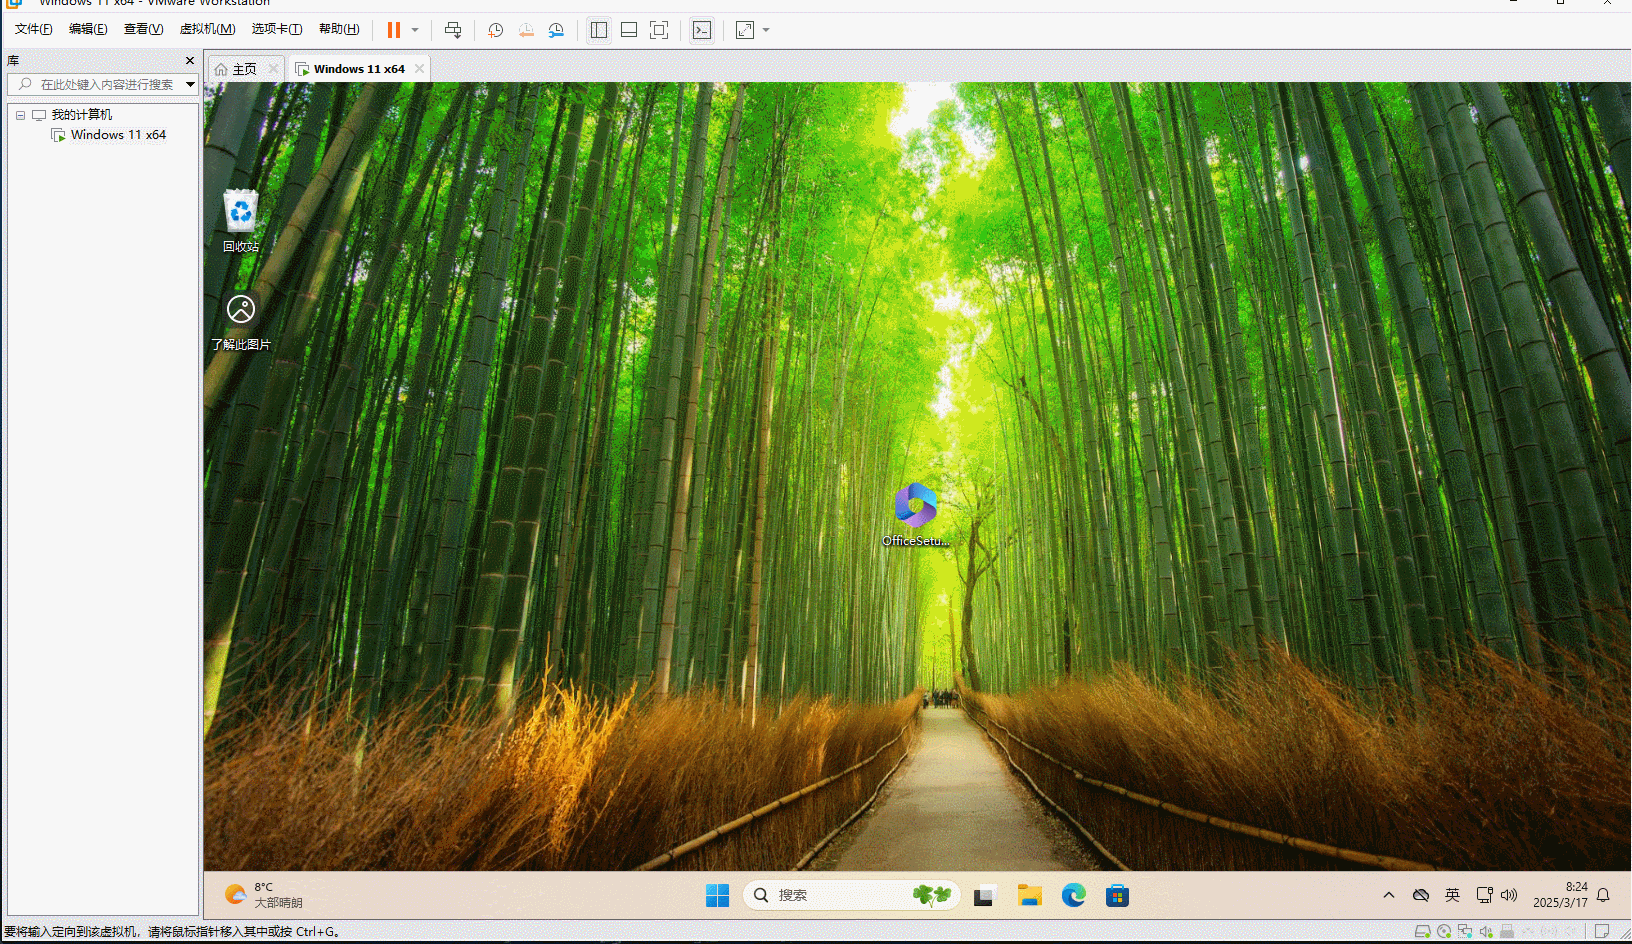 Windows 11 x64 - VMware Workstation
文件(F) 编辑(E) 查看(V) 虚拟机(M) 选项卡(T) 帮助(H)
库
在此处键入内容进行搜索
我的计算机
Windows 11 x64
主页
Windows 11 x64
回收站
了解此图片
OfficeSetu...
8°C
大部晴朗
搜索
英
8:24
2025/3/17
要将输入定向到该虚拟机，请将鼠标指针移入其中或按 Ctrl+G。